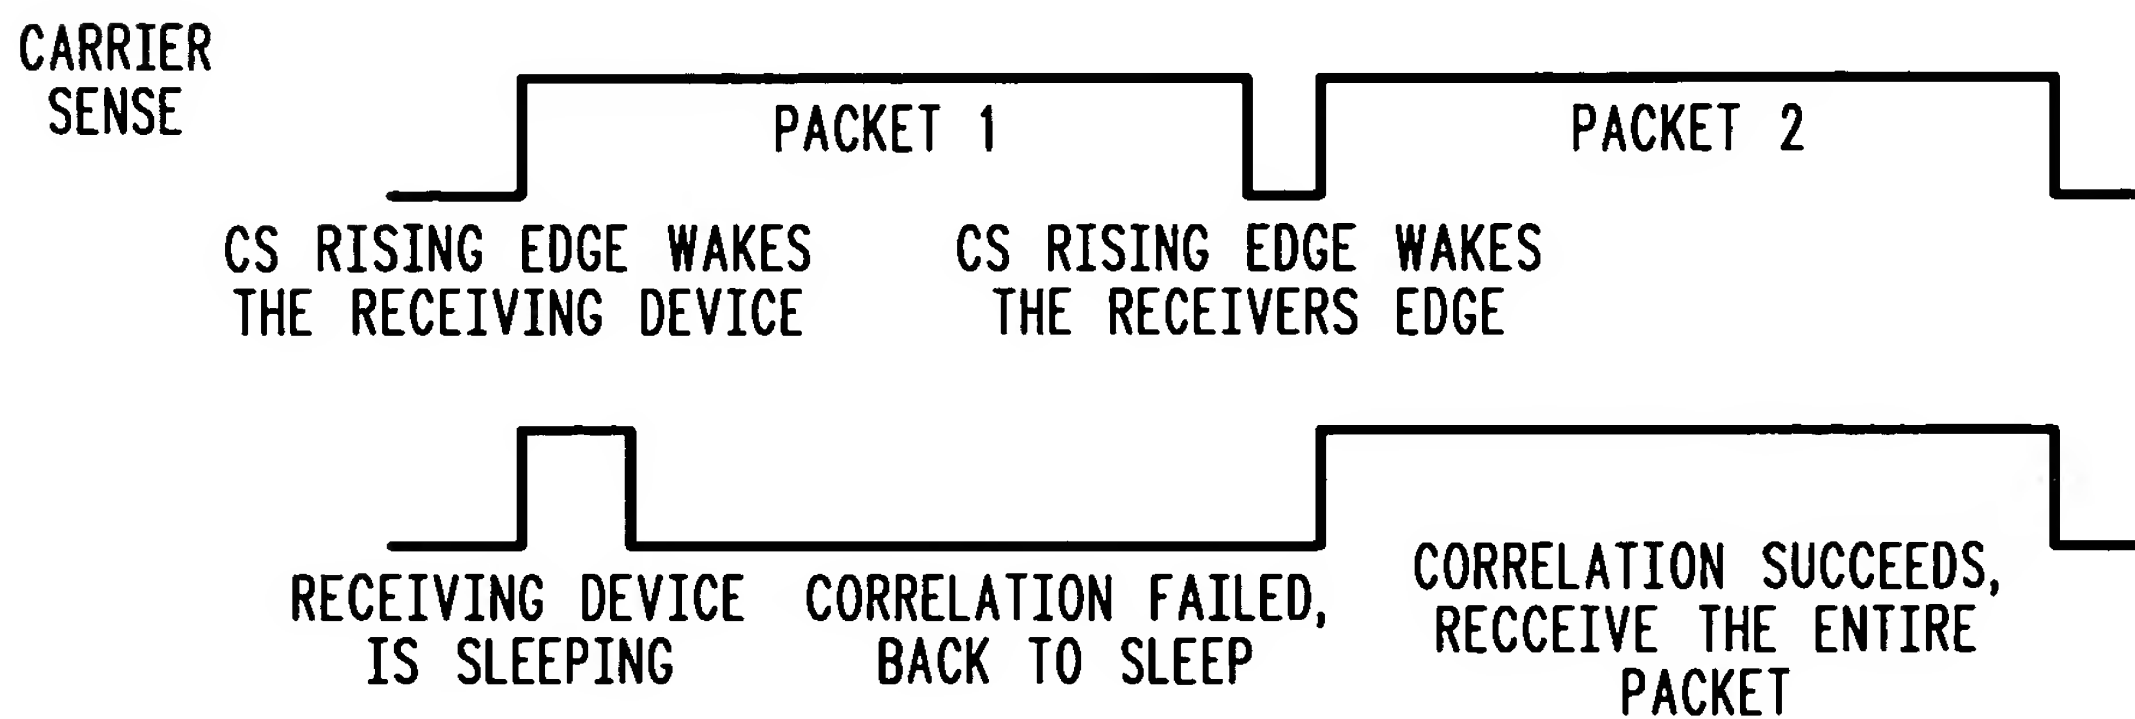 CARRIER
SENSE
PACKET 1
PACKET 2
CS RISING EDGE WAKES
THE RECEIVING DEVICE
CS RISING EDGE WAKES
THE RECEIVERS EDGE
RECEIVING DEVICE
IS SLEEPING
CORRELATION FAILED,
BACK TO SLEEP
CORRELATION SUCCEEDS,
RECCEIVE THE ENTIRE
PACKET